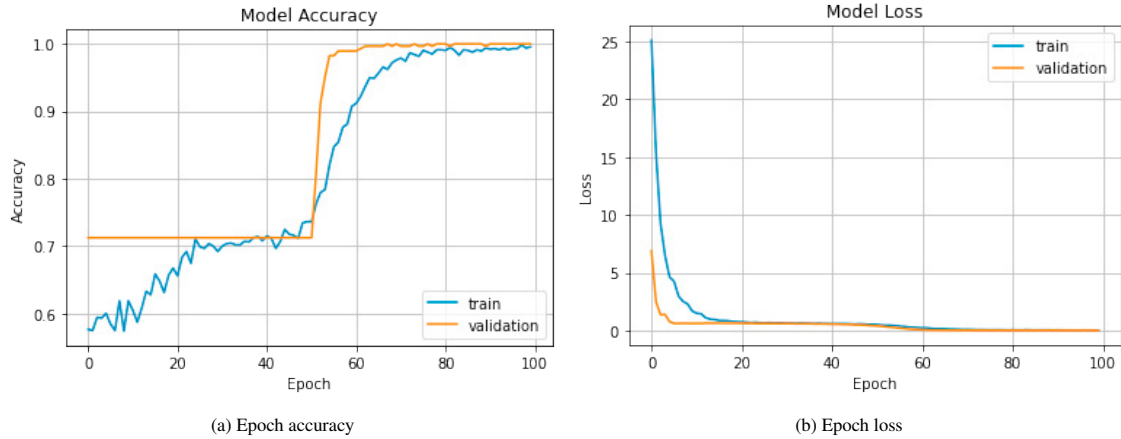 Model Accuracy
1.0
0.9
0.8
0.7
0.6
Accuracy
train
validation
0
20
40
60
80
100
Epoch
(a) Epoch accuracy
Model Loss
25
20
15
10
5
0
Loss
train
validation
0
20
40
60
80
100
Epoch
(b) Epoch loss